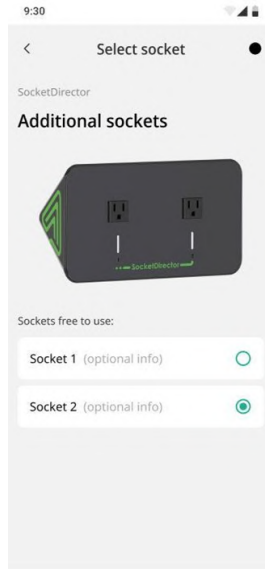 9:30
Select socket
SocketDirector
Additional sockets
SocketDirector
Sockets free to use:
Socket 1 (optional info)
Socket 2 (optional info)